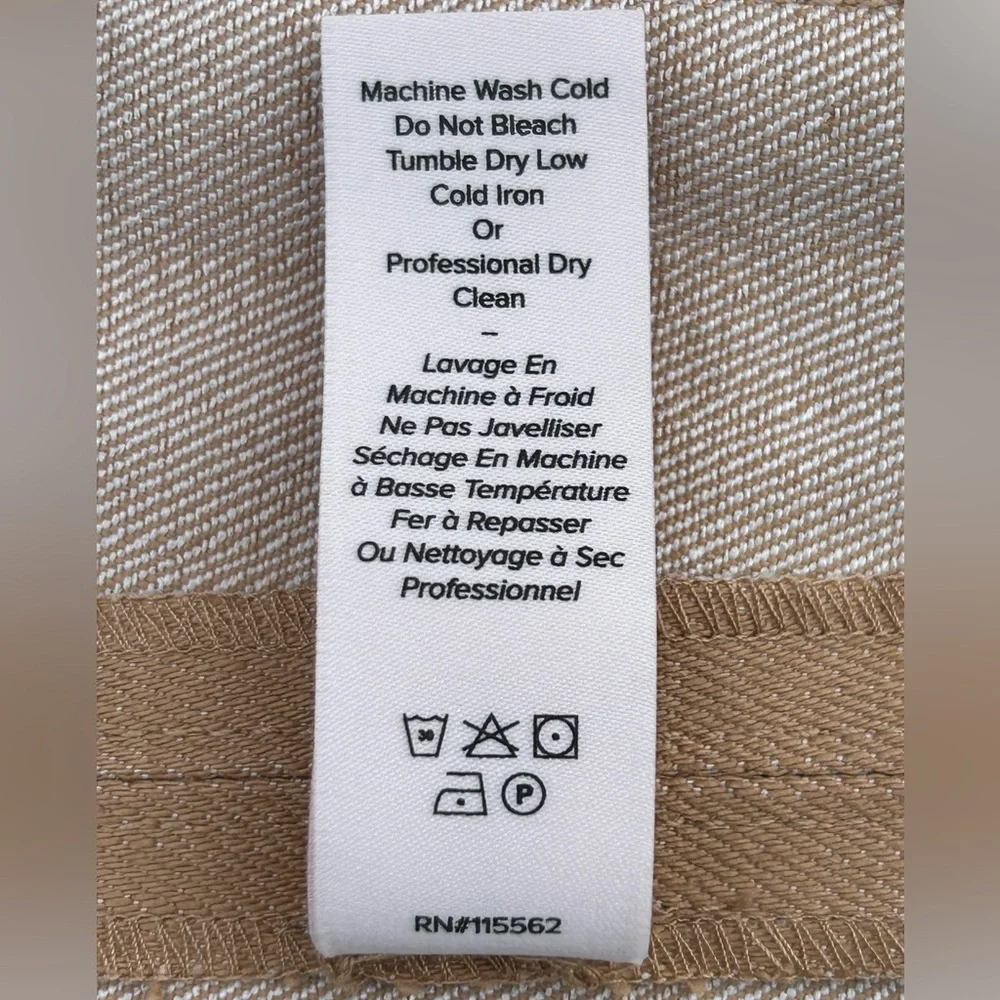 Machine Wash Cold
Do Not Bleach
Tumble Dry Low
Cold Iron
Or
Professional Dry
Clean
–
Lavage En
Machine à Froid
Ne Pas Javelliser
Séchage En Machine
à Basse Température
Fer à Repasser
Ou Nettoyage à Sec
Professionnel
30
P
RN#115562